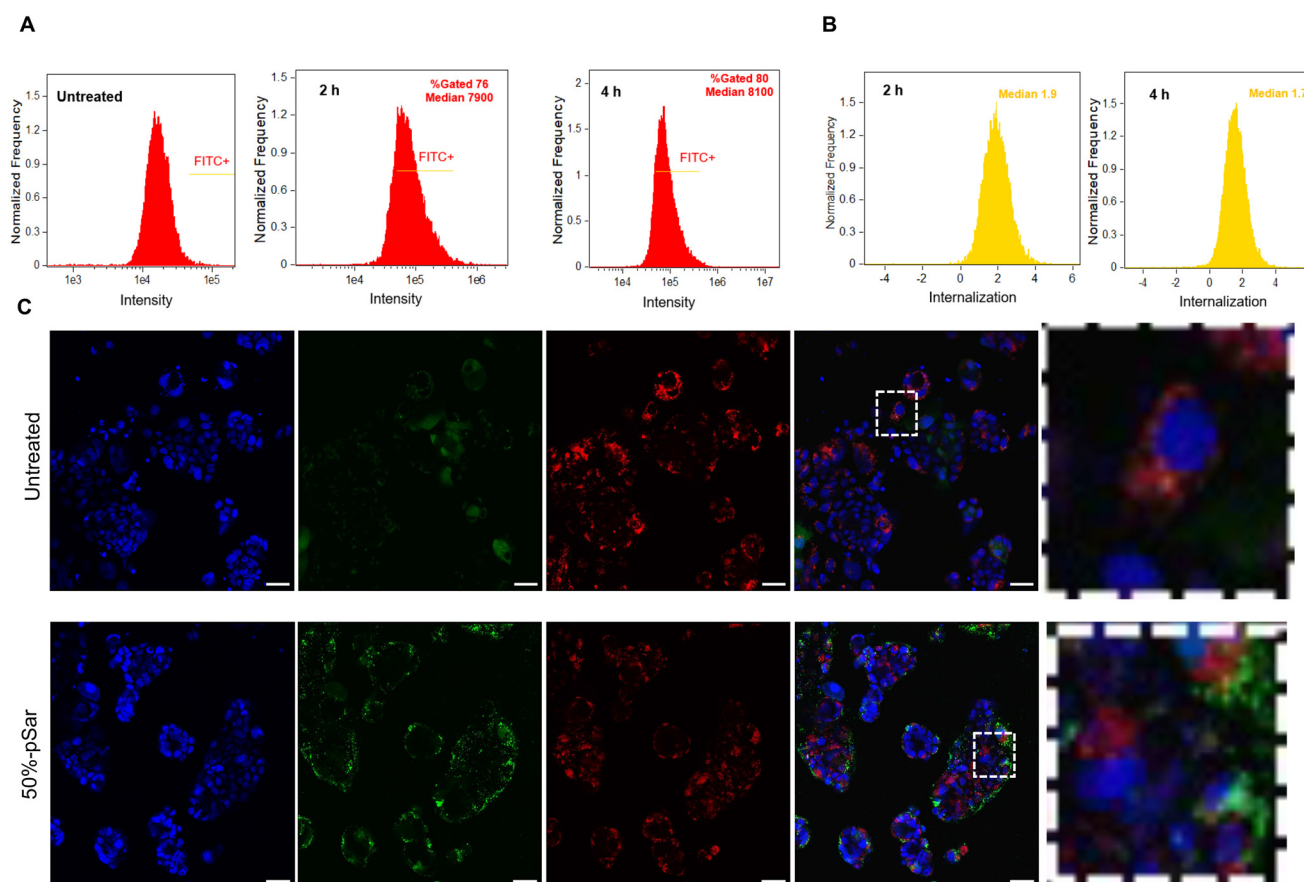 A
B
Untreated
FITC+
Normalized Frequency
1.5
1.2
0.9
0.6
0.3
0
1e3
1e4
1e5
Intensity
2 h
%Gated 76
Median 7900
FITC+
Normalized Frequency
1.5
1.2
0.9
0.6
0.3
0
1e4
1e5
1e6
Intensity
4 h
%Gated 80
Median 8100
FITC+
Normalized Frequency
2
1.5
1
0.5
0
1e4
1e5
1e6
1e7
Intensity
2 h
Median 1.9
Normalized Frequency
1.5
1.2
0.9
0.6
0.3
0
-4
-2
0
2
4
6
Internalization
4 h
Median 1.7
Normalized Frequency
1.5
1.2
0.9
0.6
0.3
0
-4
-2
0
2
4
Internalization
C
Untreated
50%-pSar